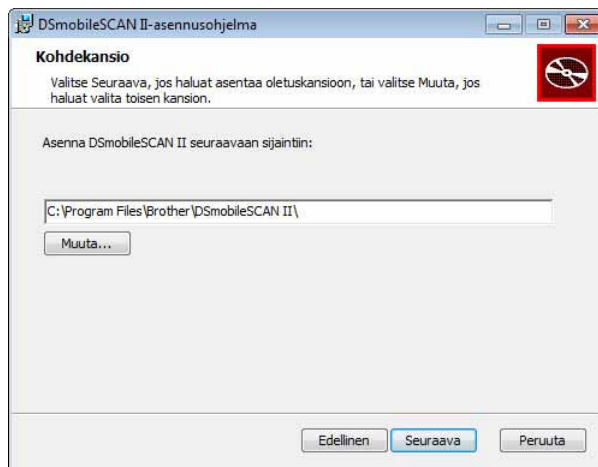 DSmobileSCAN II-asennusohjelma
Kohdekansio
Valitse Seuraava, jos haluat asentaa oletuskansioon, tai valitse Muuta, jos
haluat valita toisen kansion.
Asenna DSmobileSCAN II seuraavaan sijaintiin:
C:\Program Files\Brother\DSmobileSCAN II\
Muuta...
Edellinen Seuraava Peruuta